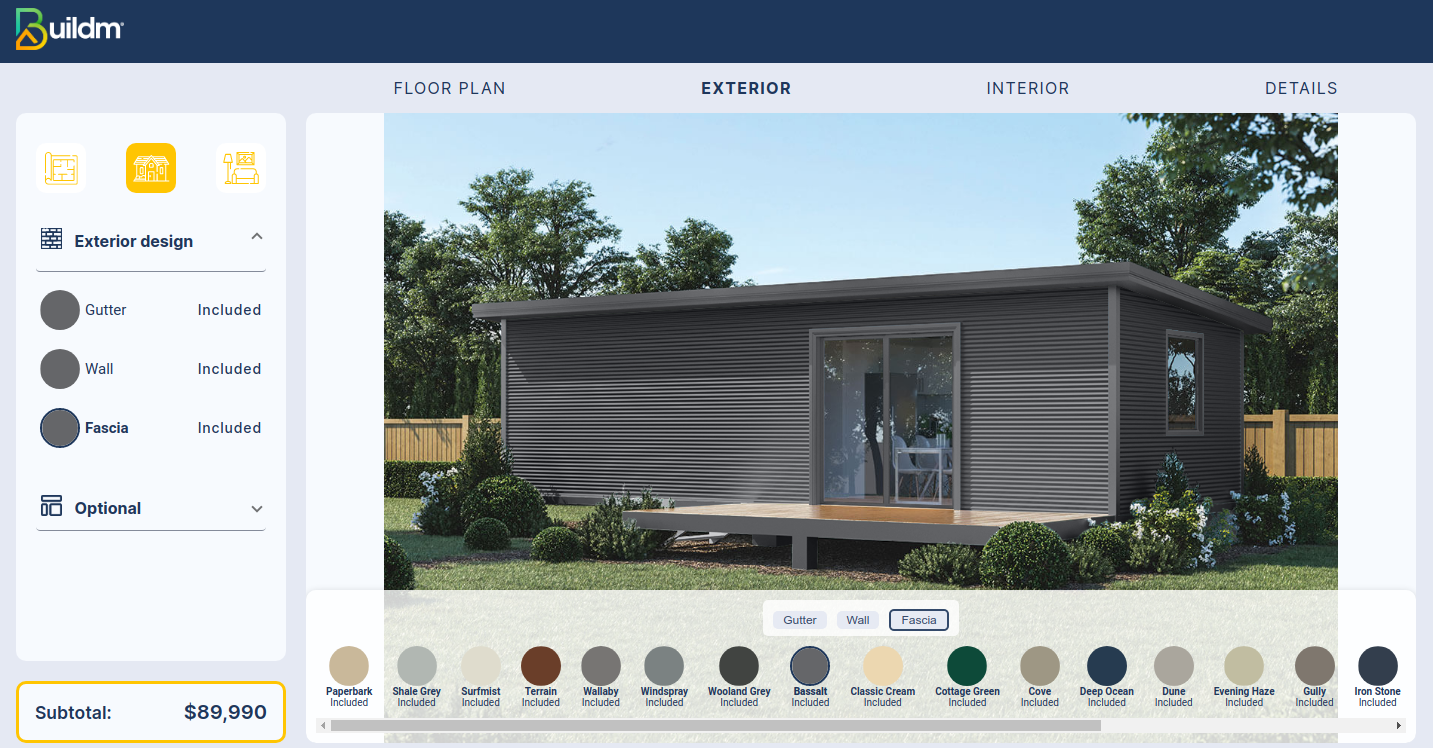 Buildm
FLOOR PLAN EXTERIOR INTERIOR DETAILS
Exterior design
Gutter Included
Wall Included
Fascia Included
Optional
Subtotal: $89,990
Gutter Wall Fascia
Paperbark Shale Grey Surfmist Terrain Wallaby Windspray Wooland Grey Bassalt Classic Cream Cottage Green Cove Deep Ocean Dune Evening Haze Gully Iron Stone
Included Included Included Included Included Included Included Included Included Included Included Included Included Included Included Included